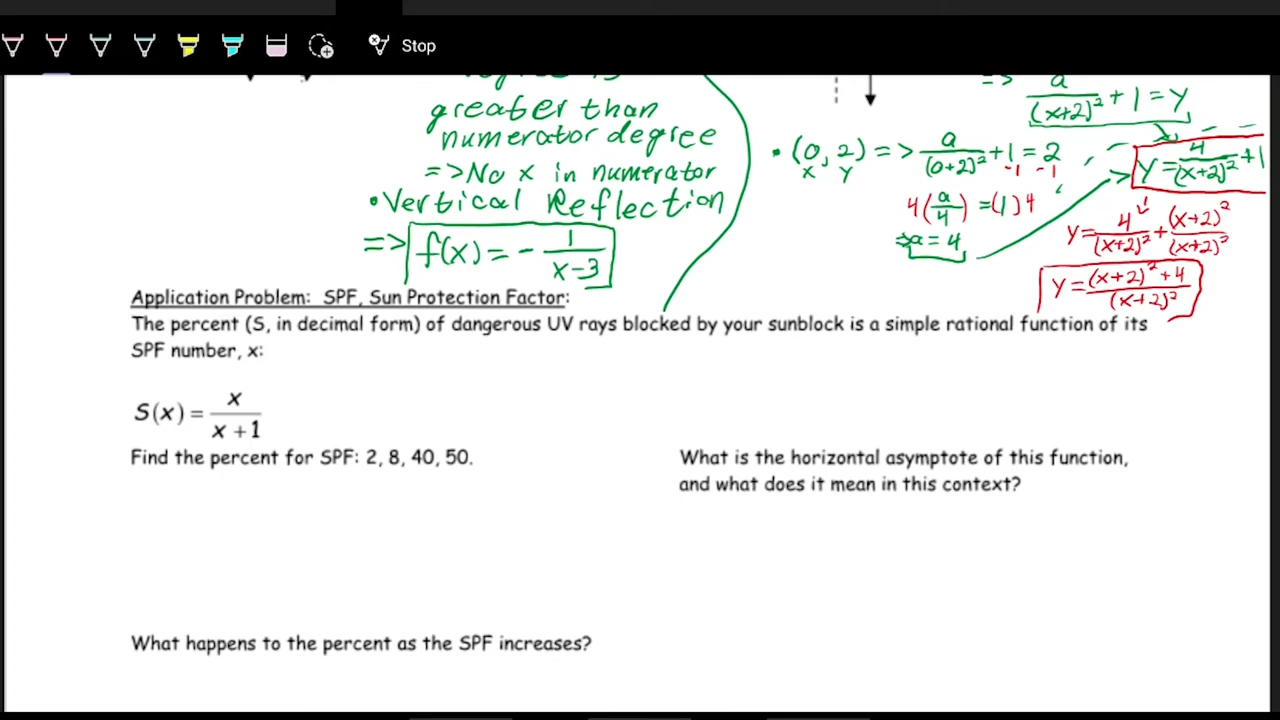 Stop
greater than
numerator degree
=> No x in numerator
• Vertical Reflection
=> f(x) = - 1/(x-3)
=> a/(x+2)² + 1 = y
• (0, 2) => a/(0+2)² + 1 = 2
x y -1 -1
4(a/4) = (1)4
=> a = 4
y = 4/(x+2)² + 1
y = 4/(x+2)² + (x+2)²/(x+2)²
y = ((x+2)² + 4)/(x+2)²
Application Problem: SPF, Sun Protection Factor:
The percent (S, in decimal form) of dangerous UV rays blocked by your sunblock is a simple rational function of its
SPF number, x:
S(x) = x/(x + 1)
Find the percent for SPF: 2, 8, 40, 50.
What is the horizontal asymptote of this function,
and what does it mean in this context?
What happens to the percent as the SPF increases?